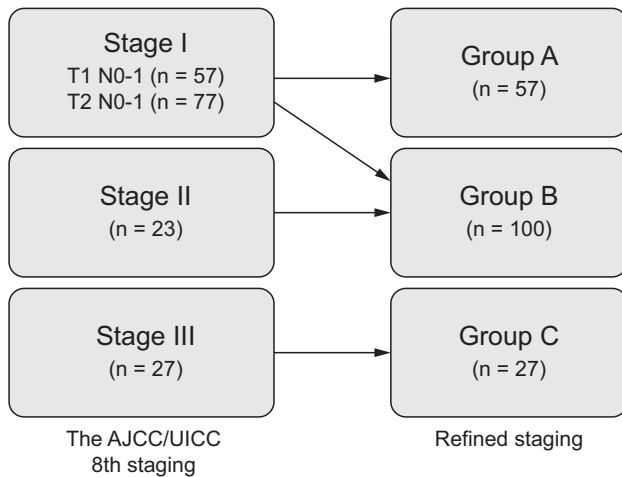 Stage I
T1 N0-1 (n = 57)
T2 N0-1 (n = 77)
Group A
(n = 57)
Stage II
(n = 23)
Group B
(n = 100)
Stage III
(n = 27)
Group C
(n = 27)
The AJCC/UICC
8th staging
Refined staging